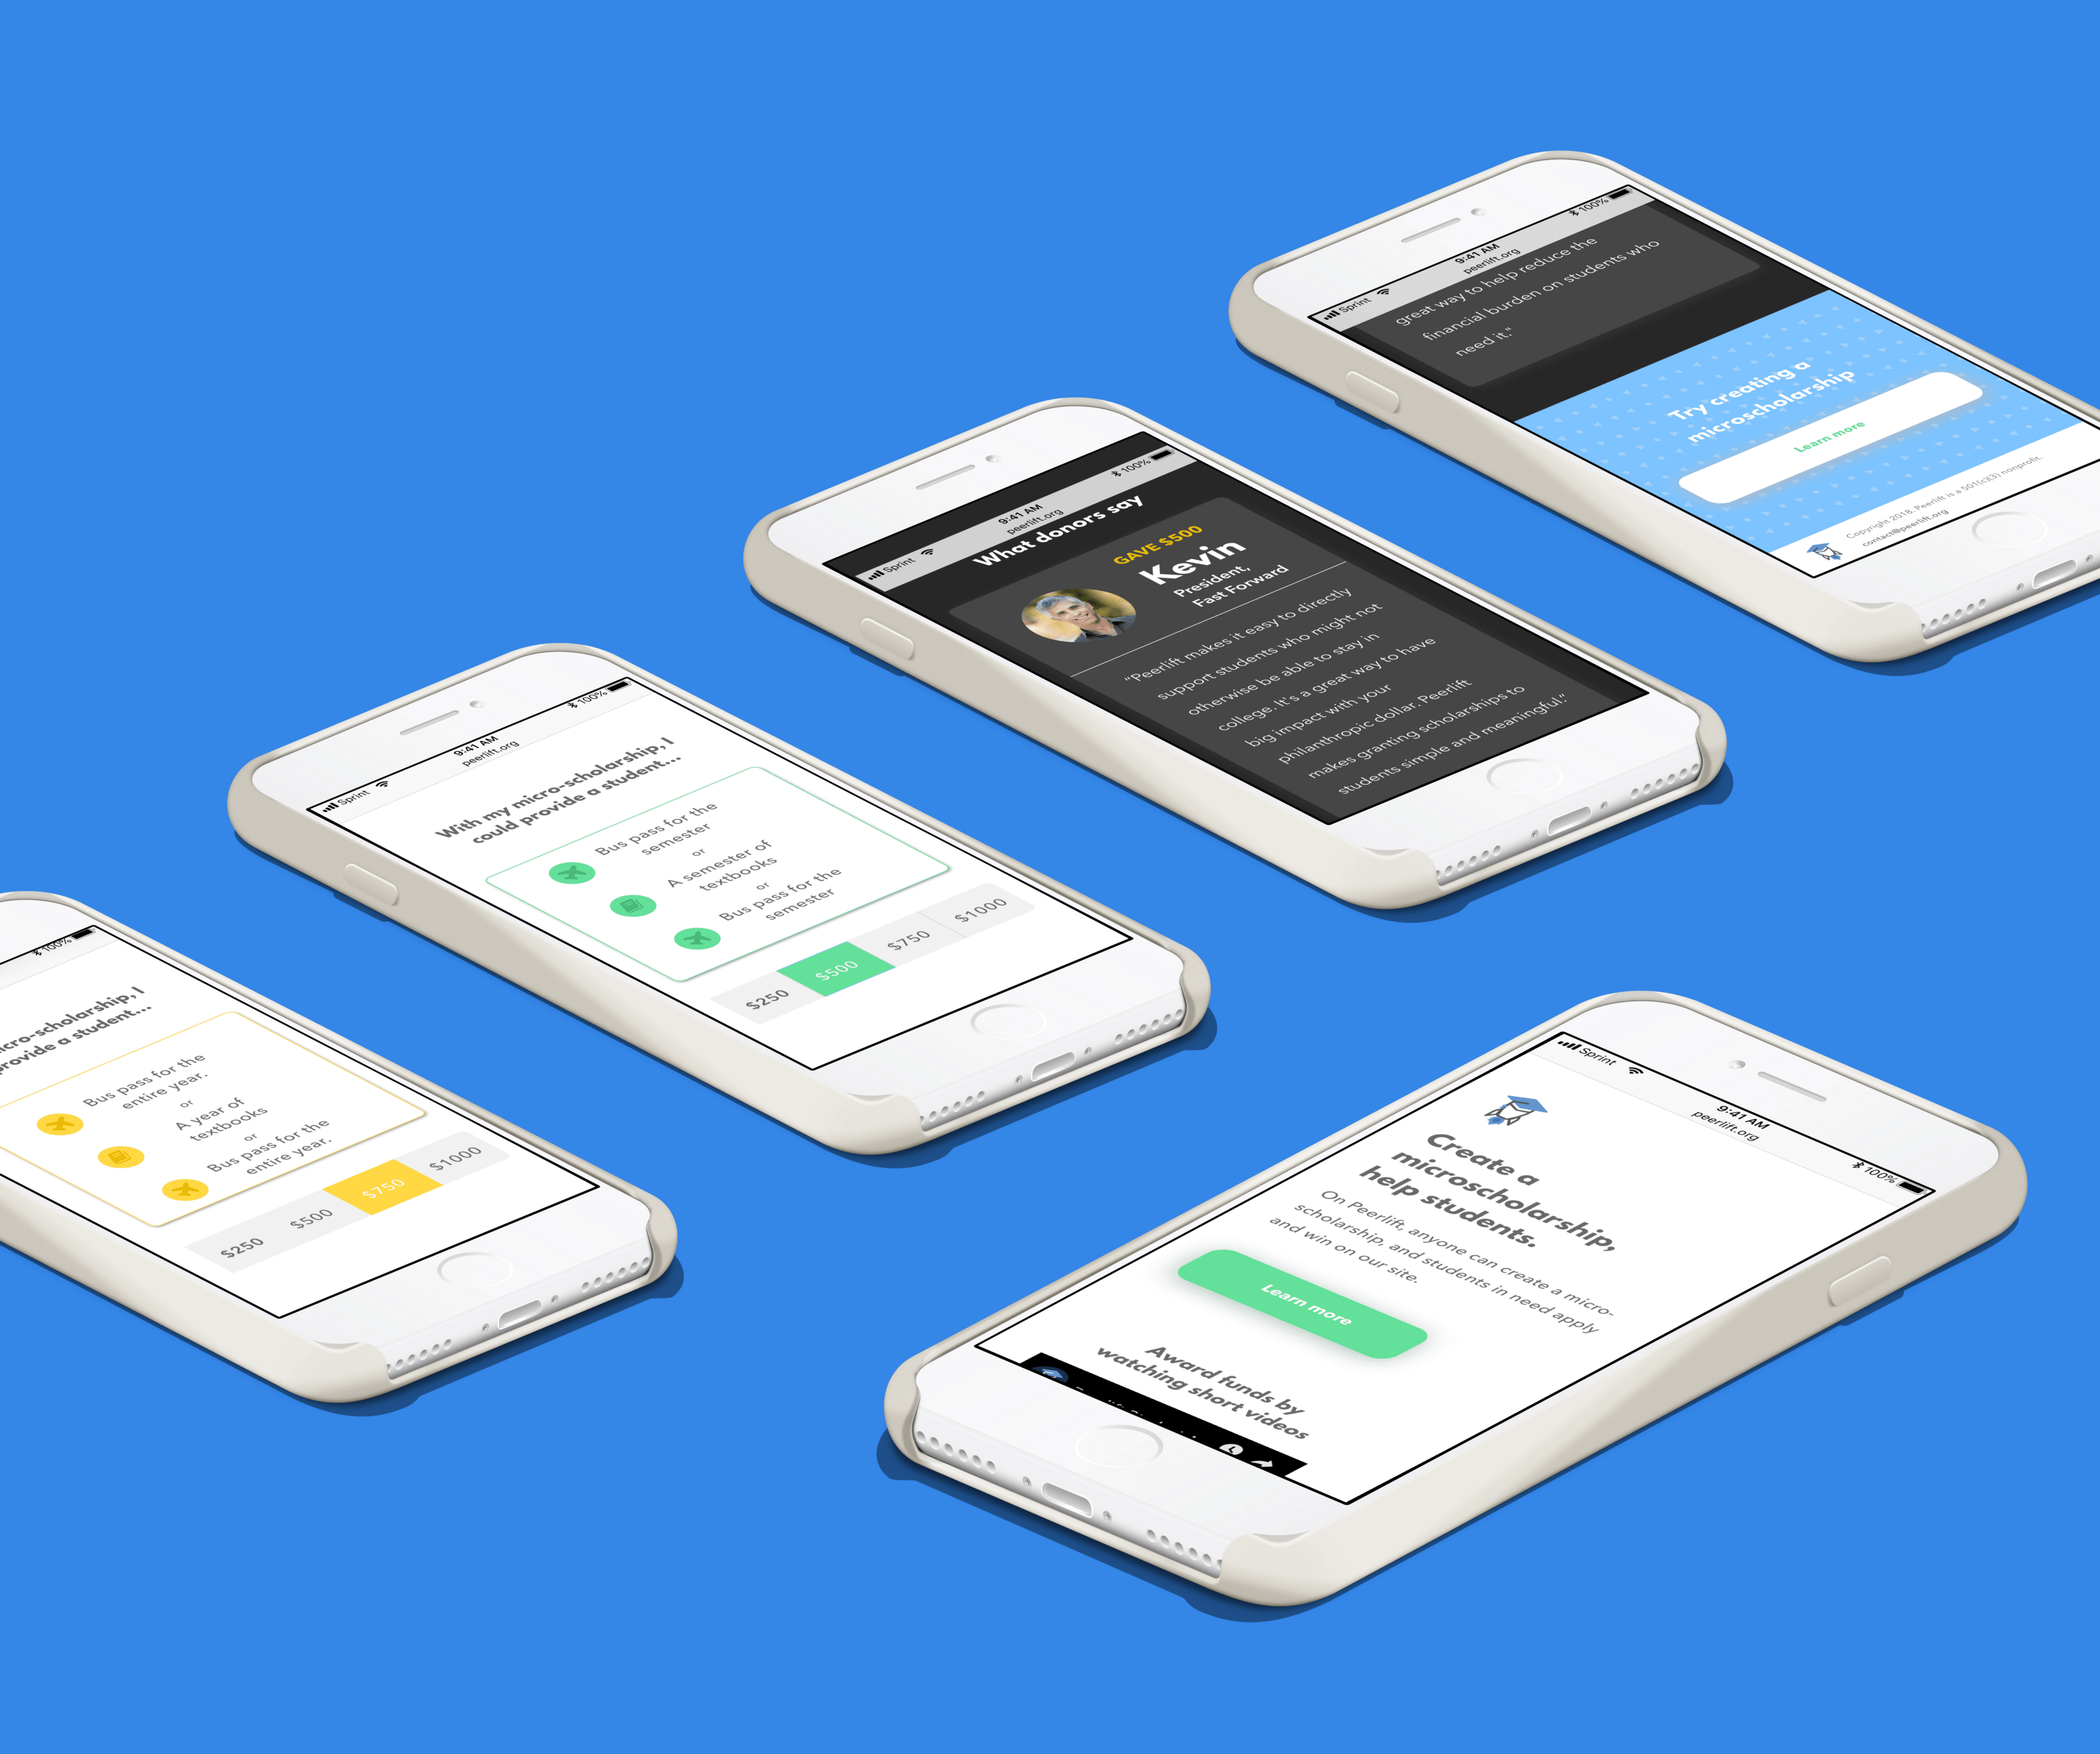 Sprint
9:41 AM
100%
peerlift.org
great way to help reduce the
financial burden on students who
need it."
Try creating a
microscholarship
Learn more
Copyright 2018. Peerlift is a 501(c)(3) nonprofit.
contact@peerlift.org
Sprint
9:41 AM
100%
peerlift.org
What donors say
GAVE $500
Kevin
President,
Fast Forward
"Peerlift makes it easy to directly
support students who might not
otherwise be able to stay in
college. It's a great way to have
big impact with your
philanthropic dollar. Peerlift
makes granting scholarships to
students simple and meaningful,"
Sprint
9:41 AM
100%
peerlift.org
With my micro-scholarship, I
could provide a student...
Bus pass for the
semester
or
A semester of
textbooks
or
Bus pass for the
semester
$250 $500 $750 $1000
100%
cro-scholarship, I
provide a student...
Bus pass for the
entire year.
or
A year of
textbooks
or
Bus pass for the
entire year.
$250 $500 $750 $1000
Sprint
9:41 AM
100%
peerlift.org
Create a
microscholarship,
help students.
On Peerlift, anyone can create a micro-
scholarship, and students in need apply
and win on our site.
Learn more
Award funds by
watching short videos